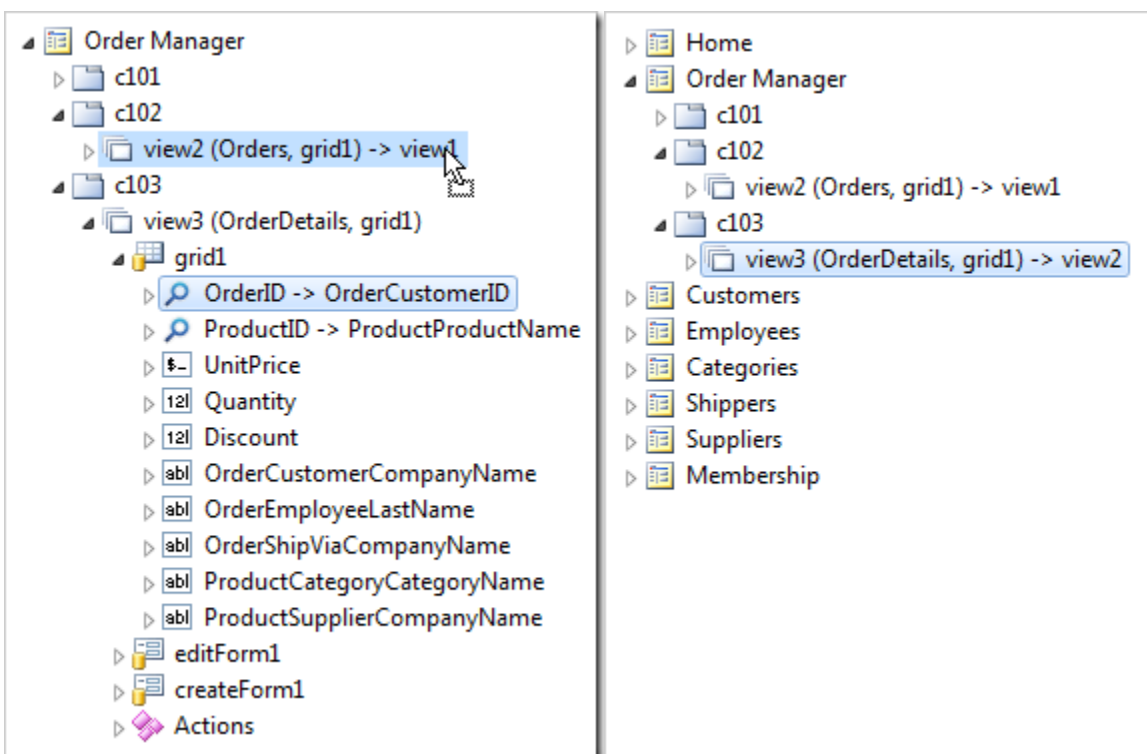 Order Manager
c101
c102
view2 (Orders, grid1) -> view1
c103
view3 (OrderDetails, grid1)
grid1
OrderID -> OrderCustomerID
ProductID -> ProductProductName
UnitPrice
Quantity
Discount
OrderCustomerCompanyName
OrderEmployeeLastName
OrderShipViaCompanyName
ProductCategoryCategoryName
ProductSupplierCompanyName
editForm1
createForm1
Actions
Home
Order Manager
c101
c102
view2 (Orders, grid1) -> view1
c103
view3 (OrderDetails, grid1) -> view2
Customers
Employees
Categories
Shippers
Suppliers
Membership